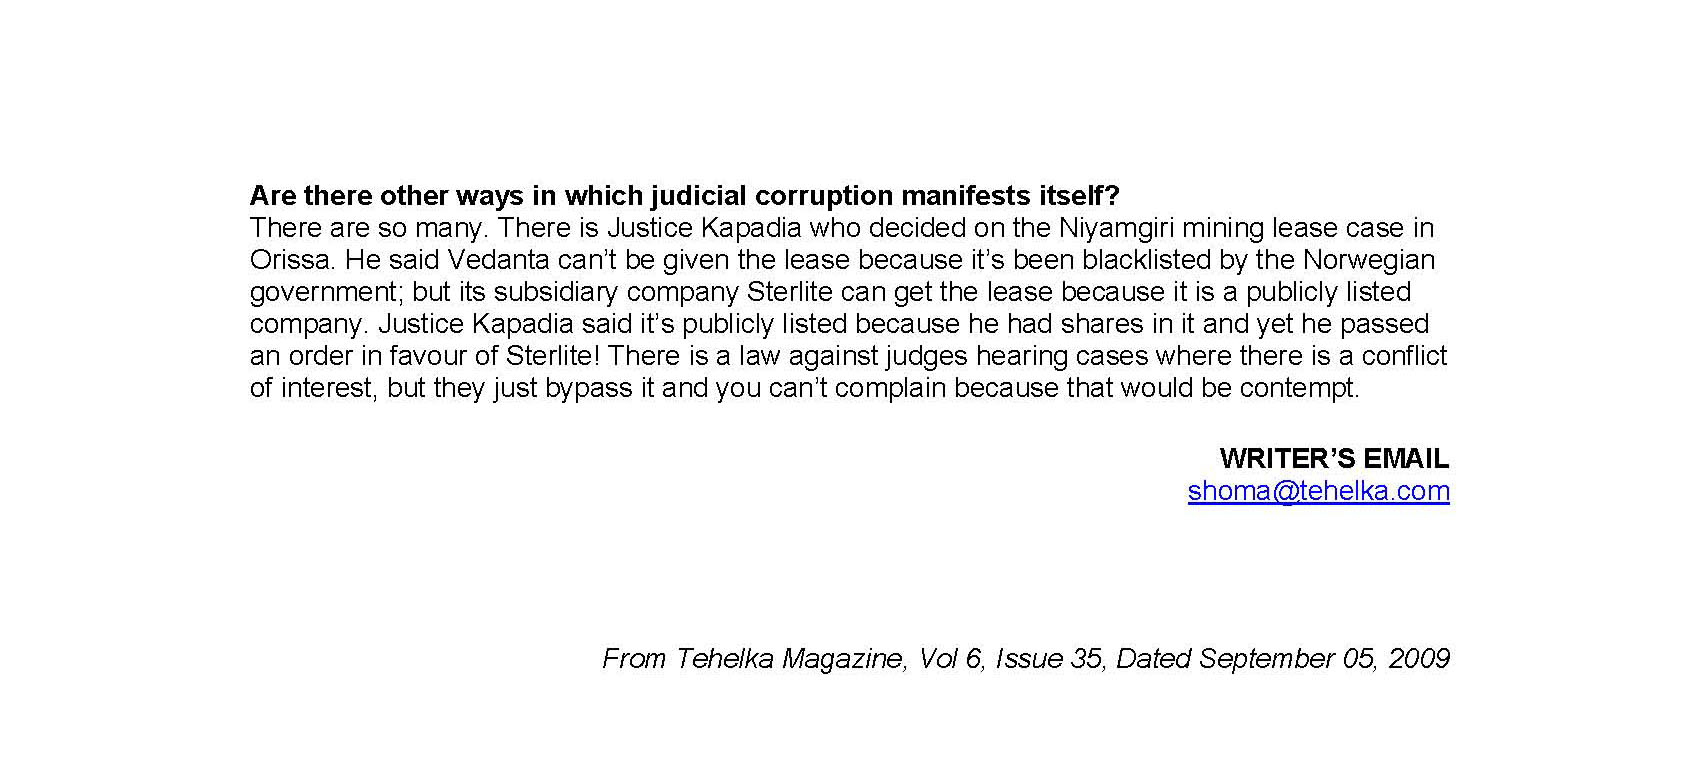 Are there other ways in which judicial corruption manifests itself?
There are so many. There is Justice Kapadia who decided on the Niyamgiri mining lease case in
Orissa. He said Vedanta can’t be given the lease because it’s been blacklisted by the Norwegian
government; but its subsidiary company Sterlite can get the lease because it is a publicly listed
company. Justice Kapadia said it’s publicly listed because he had shares in it and yet he passed
an order in favour of Sterlite! There is a law against judges hearing cases where there is a conflict
of interest, but they just bypass it and you can’t complain because that would be contempt.
WRITER’S EMAIL
shoma@tehelka.com
From Tehelka Magazine, Vol 6, Issue 35, Dated September 05, 2009